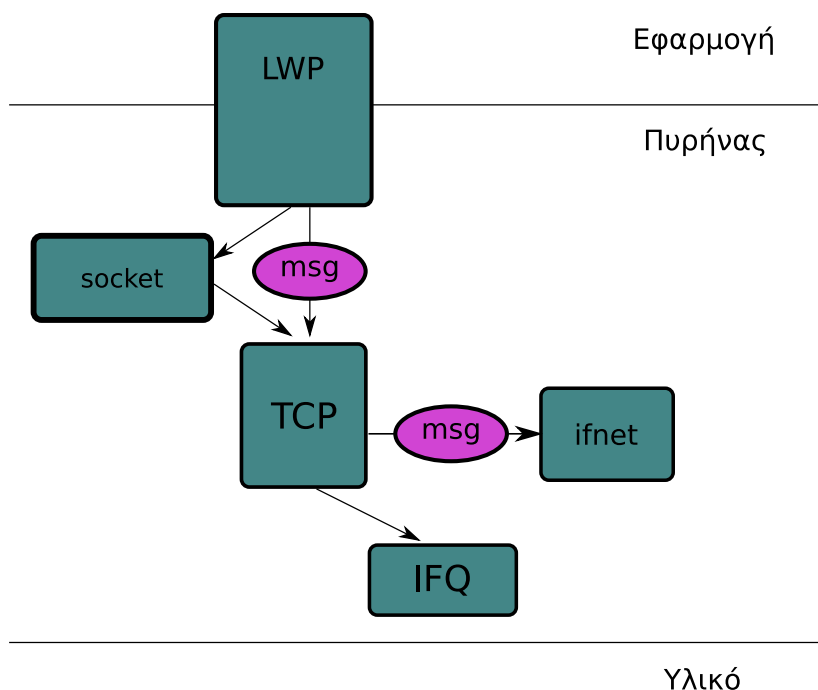 Εφαρμογή
LWP
Πυρήνας
socket
msg
TCP
msg
ifnet
IFQ
Υλικό